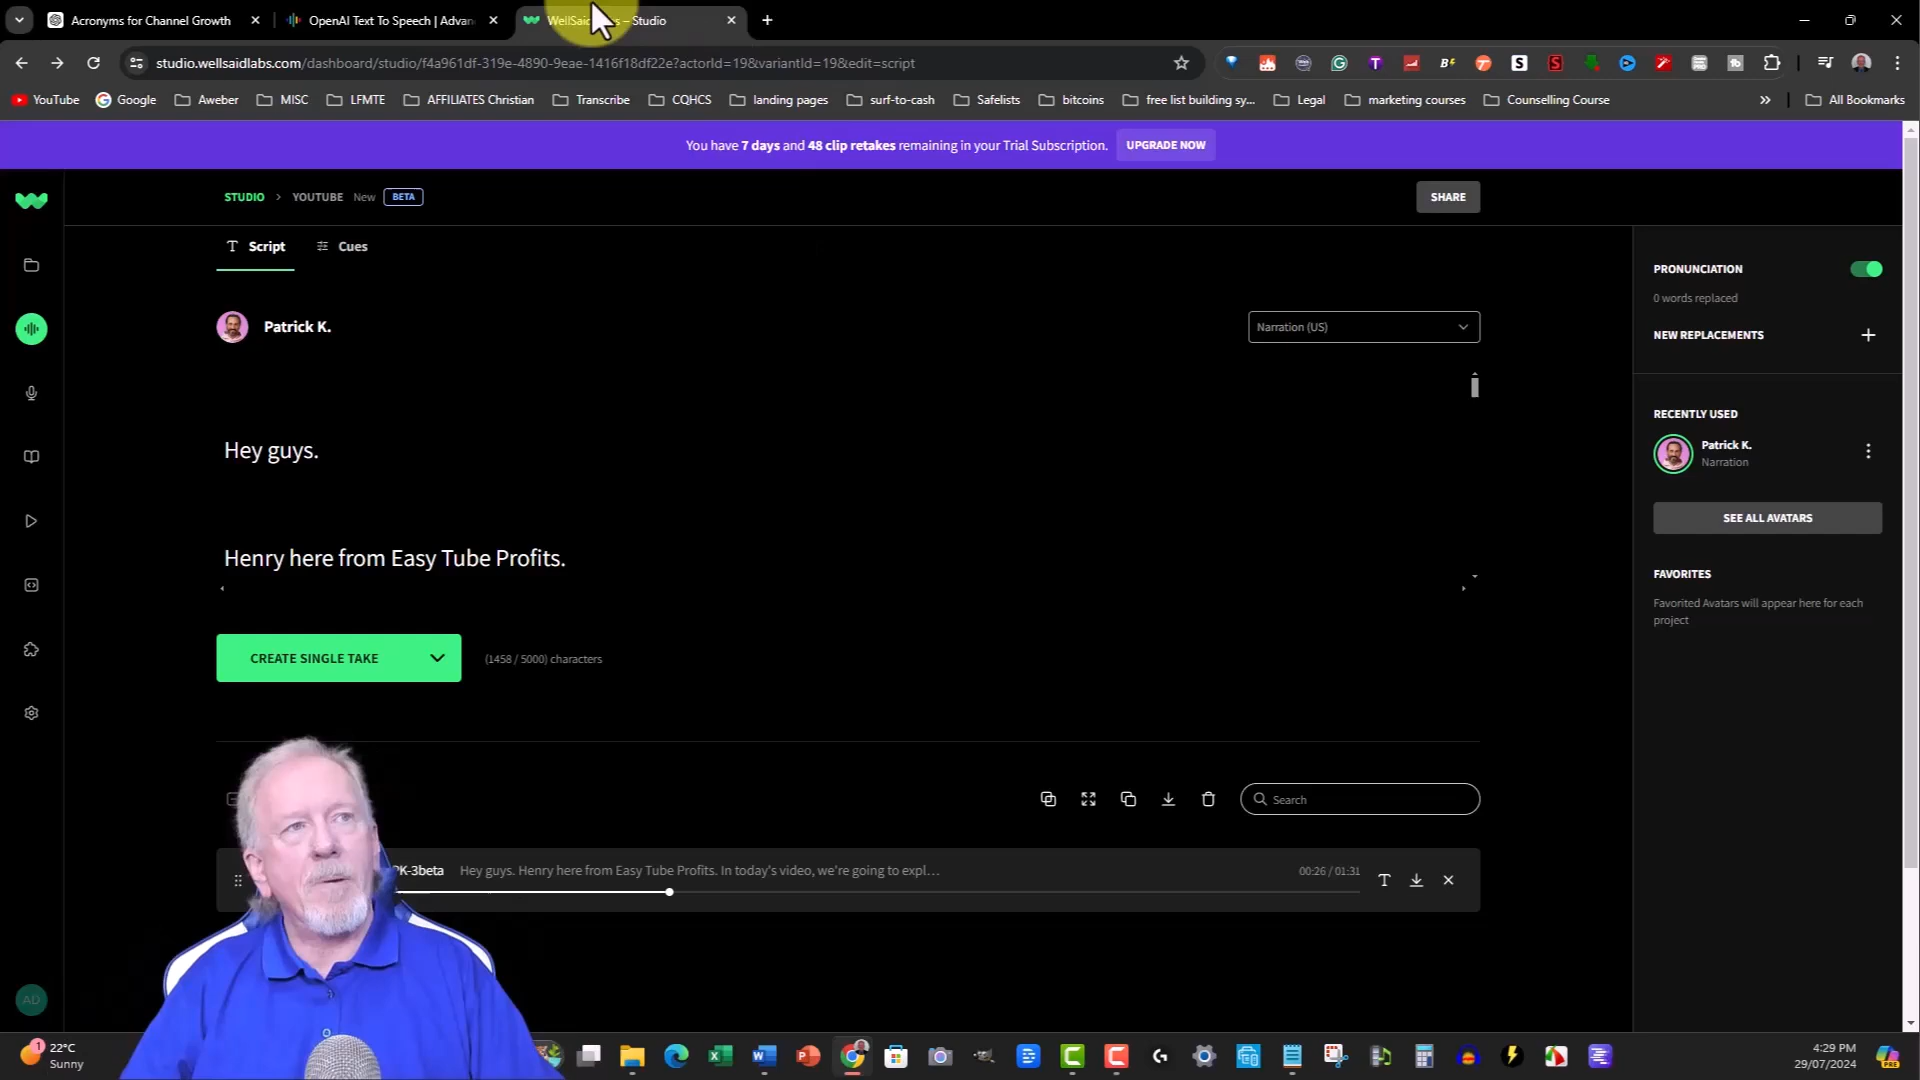 Acronyms for Channel Growth
OpenAI Text To Speech | Advan
WellSaid Labs – Studio
studio.wellsaidlabs.com/dashboard/studio/f4a961df-319e-4890-9eae-1416f18df22e?actorId=19&variantId=19&edit=script
YouTube
Google
Aweber
MISC
LFMTE
AFFILIATES Christian
Transcribe
CQHCS
landing pages
surf-to-cash
Safelists
bitcoins
free list building sy...
Legal
marketing courses
Counselling Course
All Bookmarks
You have 7 days and 48 clip retakes remaining in your Trial Subscription.
UPGRADE NOW
STUDIO > YOUTUBE New BETA
SHARE
Script
Cues
Patrick K.
Narration (US)
Hey guys.
Henry here from Easy Tube Profits.
CREATE SINGLE TAKE
(1458 / 5000) characters
Search
PK-3beta
Hey guys. Henry here from Easy Tube Profits. In today's video, we're going to expl...
00:26 / 01:31
PRONUNCIATION
0 words replaced
NEW REPLACEMENTS
RECENTLY USED
Patrick K.
Narration
SEE ALL AVATARS
FAVORITES
Favorited Avatars will appear here for each
project
AD
1
22°C
Sunny
4:29 PM
29/07/2024